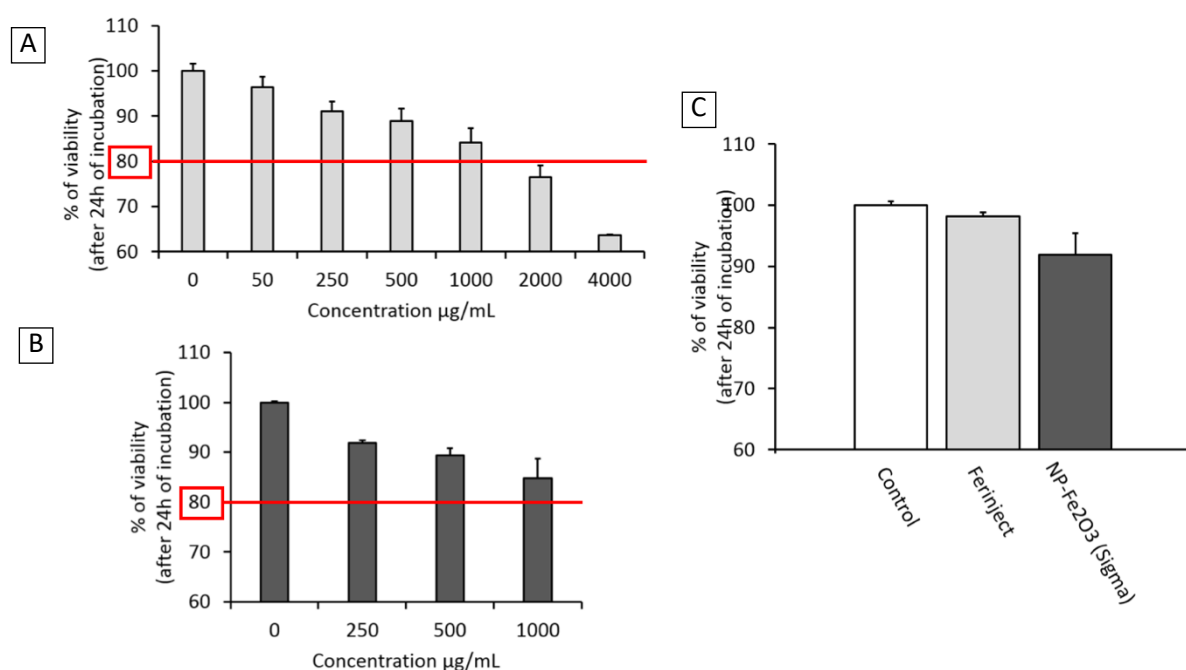 A
% of viability
(after 24h of incubation)
110
100
90
80
70
60
0 50 250 500 1000 2000 4000
Concentration µg/mL
B
% of viability
(after 24h of incubation)
110
100
90
80
70
60
0 250 500 1000
Concentration µg/mL
C
% of viability
(after 24h of incubation)
110
100
90
80
70
60
Control
Ferinject
NP-Fe2O3 (Sigma)